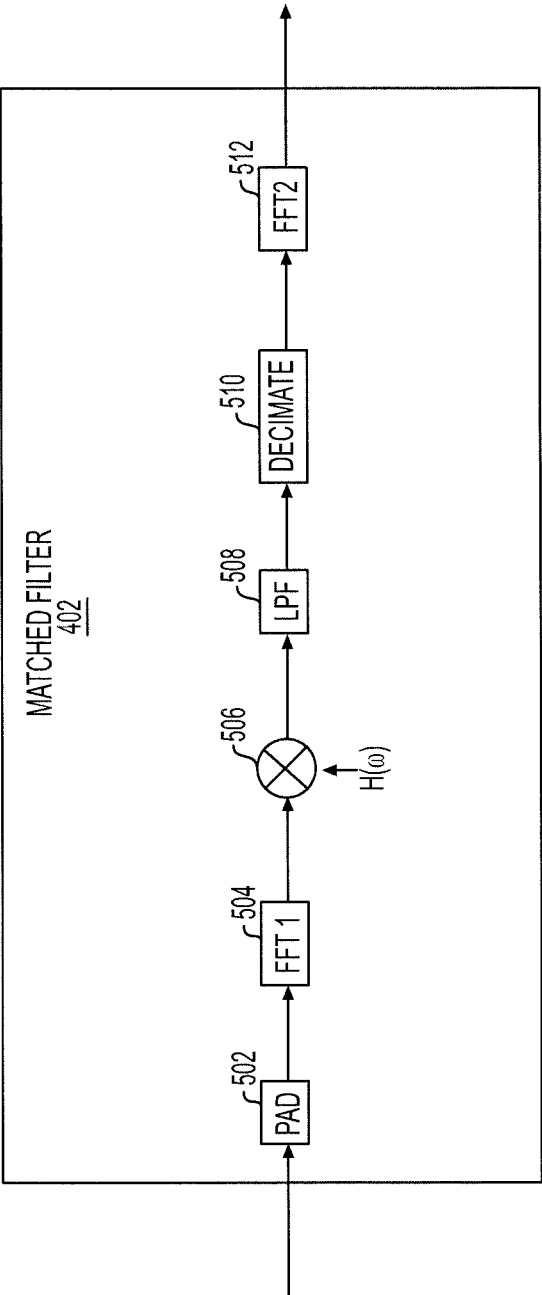 MATCHED FILTER
402
502
PAD
504
FFT 1
506
H(ω)
508
LPF
510
DECIMATE
512
FFT2